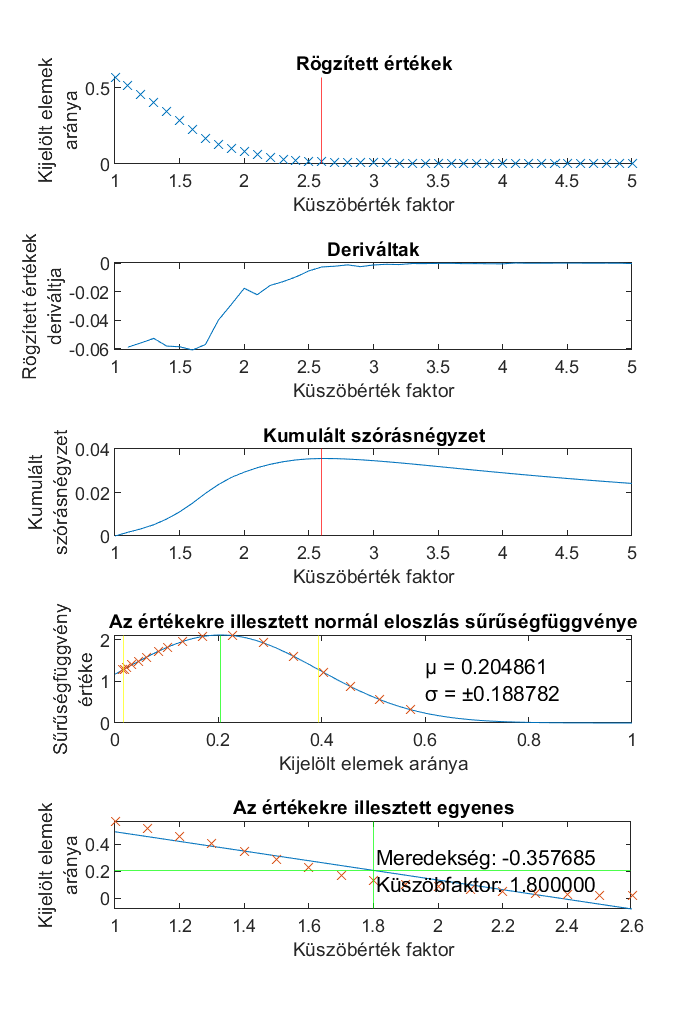 Rögzített értékek
Kijelölt elemek
aránya
0.5
0
1 1.5 2 2.5 3 3.5 4 4.5 5
Küszöbérték faktor
Deriváltak
Rögzített értékek
deriváltja
0
-0.02
-0.04
-0.06
1 1.5 2 2.5 3 3.5 4 4.5 5
Küszöbérték faktor
Kumulált szórásnégyzet
Kumulált
szórásnégyzet
0.04
0.02
0
1 1.5 2 2.5 3 3.5 4 4.5 5
Küszöbérték faktor
Az értékekre illesztett normál eloszlás sűrűségfüggvénye
Sűrűségfüggvény
értéke
2
1
0
μ = 0.204861
σ = ±0.188782
0 0.2 0.4 0.6 0.8 1
Kijelölt elemek aránya
Az értékekre illesztett egyenes
Kijelölt elemek
aránya
0.4
0.2
0
Meredekség: -0.357685
Küszöbfaktor: 1.800000
1 1.2 1.4 1.6 1.8 2 2.2 2.4 2.6
Küszöbérték faktor